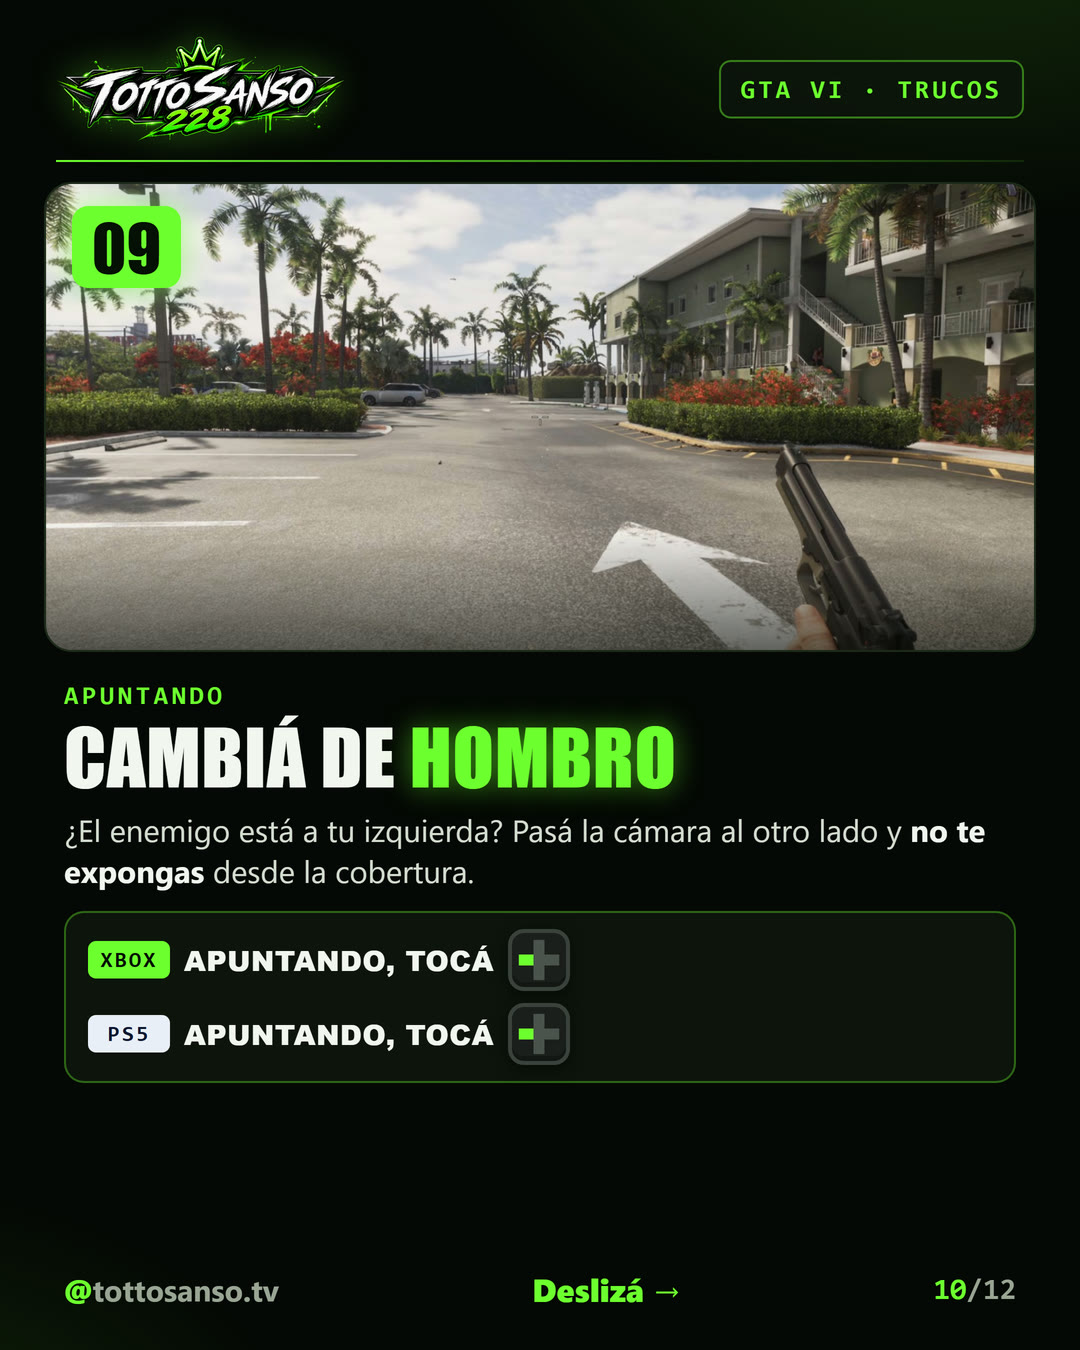 TOTTOSANSO
228
GTA VI · TRUCOS
09
APUNTANDO
CAMBIÁ DE HOMBRO
¿El enemigo está a tu izquierda? Pasá la cámara al otro lado y no te
expongas desde la cobertura.
XBOX APUNTANDO, TOCÁ
PS5 APUNTANDO, TOCÁ
@tottosanso.tv
Deslizá →
10/12